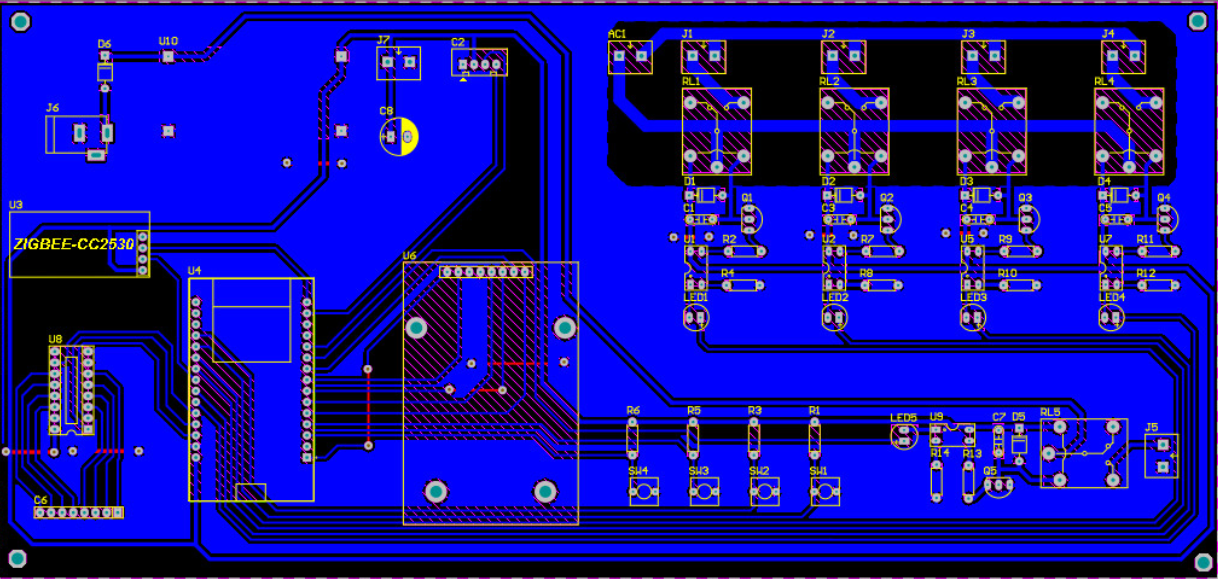 D6 U10 J7 C2 AC1 J1 J2 J3 J4
RL1 RL2 RL3 RL4
J6 C8
D1 D2 D3 D4
C1 Q1 C3 Q2 C4 Q3 C5 Q4
U3
ZIGBEE-CC2530
U1 R2 U2 R7 U5 R9 U7 R11
U4 U6 R4 R8 R10 R12
LED1 LED2 LED3 LED4
U8
R6 R5 R3 R1 LED5 U9 C7 D5 RL5 J5
R14 R13
SW4 SW3 SW2 SW1 Q5
C6